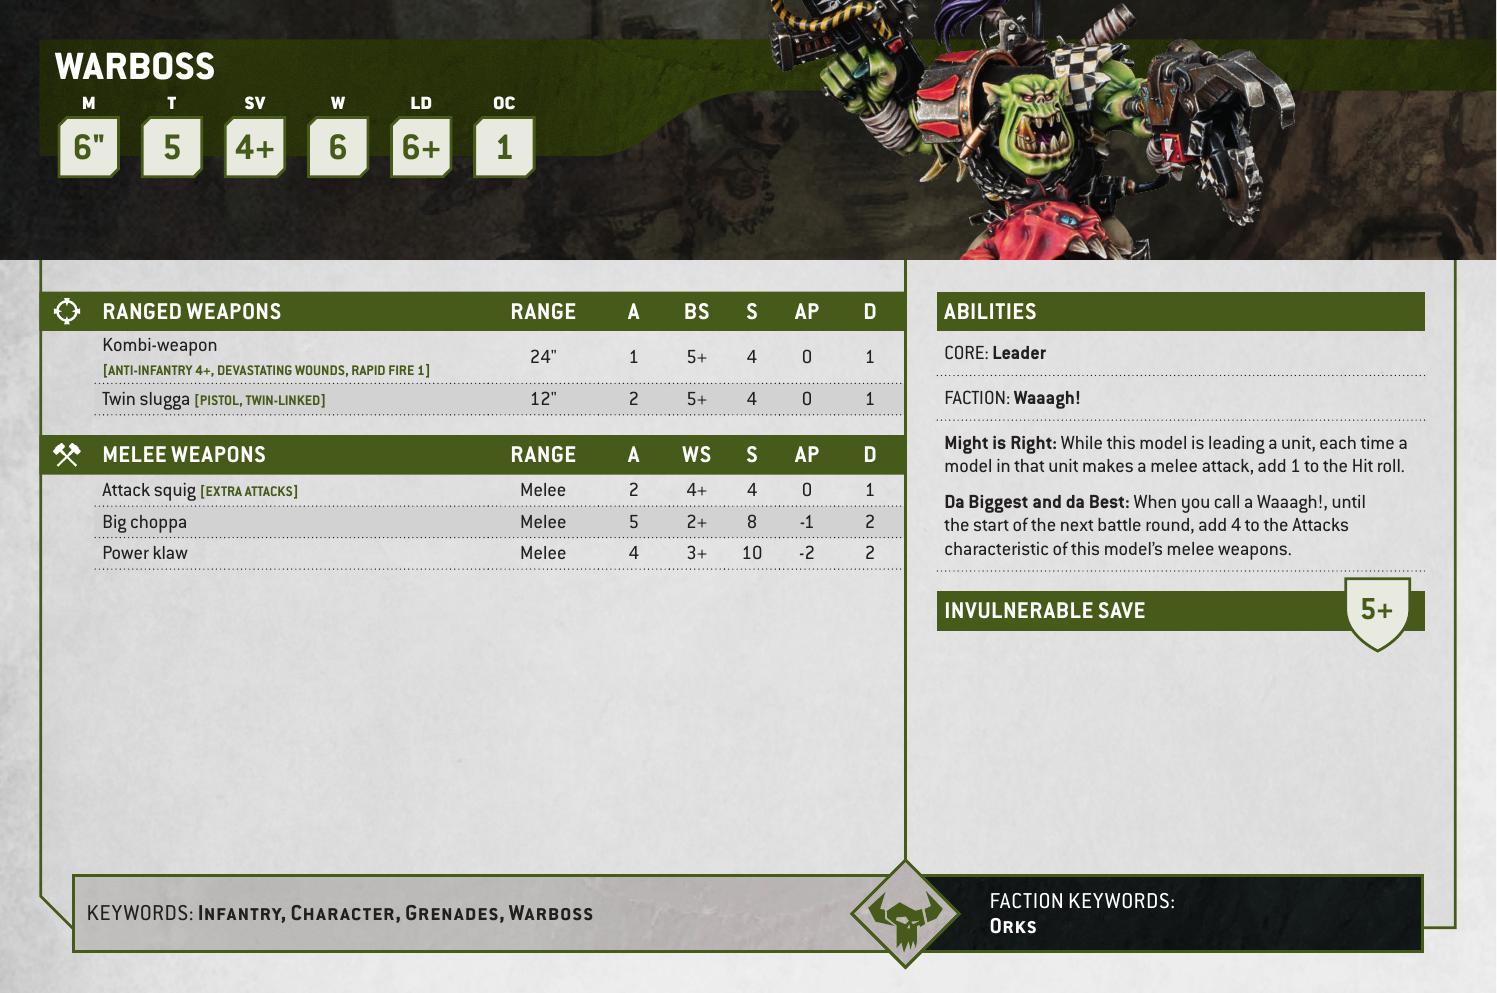 WARBOSS
M T SV W LD OC
6" 5 4+ 6 6+ 1
RANGED WEAPONS RANGE A BS S AP D
Kombi-weapon
[ANTI-INFANTRY 4+, DEVASTATING WOUNDS, RAPID FIRE 1] 24" 1 5+ 4 0 1
Twin slugga [PISTOL, TWIN-LINKED] 12" 2 5+ 4 0 1
MELEE WEAPONS RANGE A WS S AP D
Attack squig [EXTRA ATTACKS] Melee 2 4+ 4 0 1
Big choppa Melee 5 2+ 8 -1 2
Power klaw Melee 4 3+ 10 -2 2
ABILITIES
CORE: Leader
FACTION: Waaagh!
Might is Right: While this model is leading a unit, each time a
model in that unit makes a melee attack, add 1 to the Hit roll.
Da Biggest and da Best: When you call a Waaagh!, until
the start of the next battle round, add 4 to the Attacks
characteristic of this model's melee weapons.
INVULNERABLE SAVE 5+
KEYWORDS: INFANTRY, CHARACTER, GRENADES, WARBOSS
FACTION KEYWORDS:
ORKS